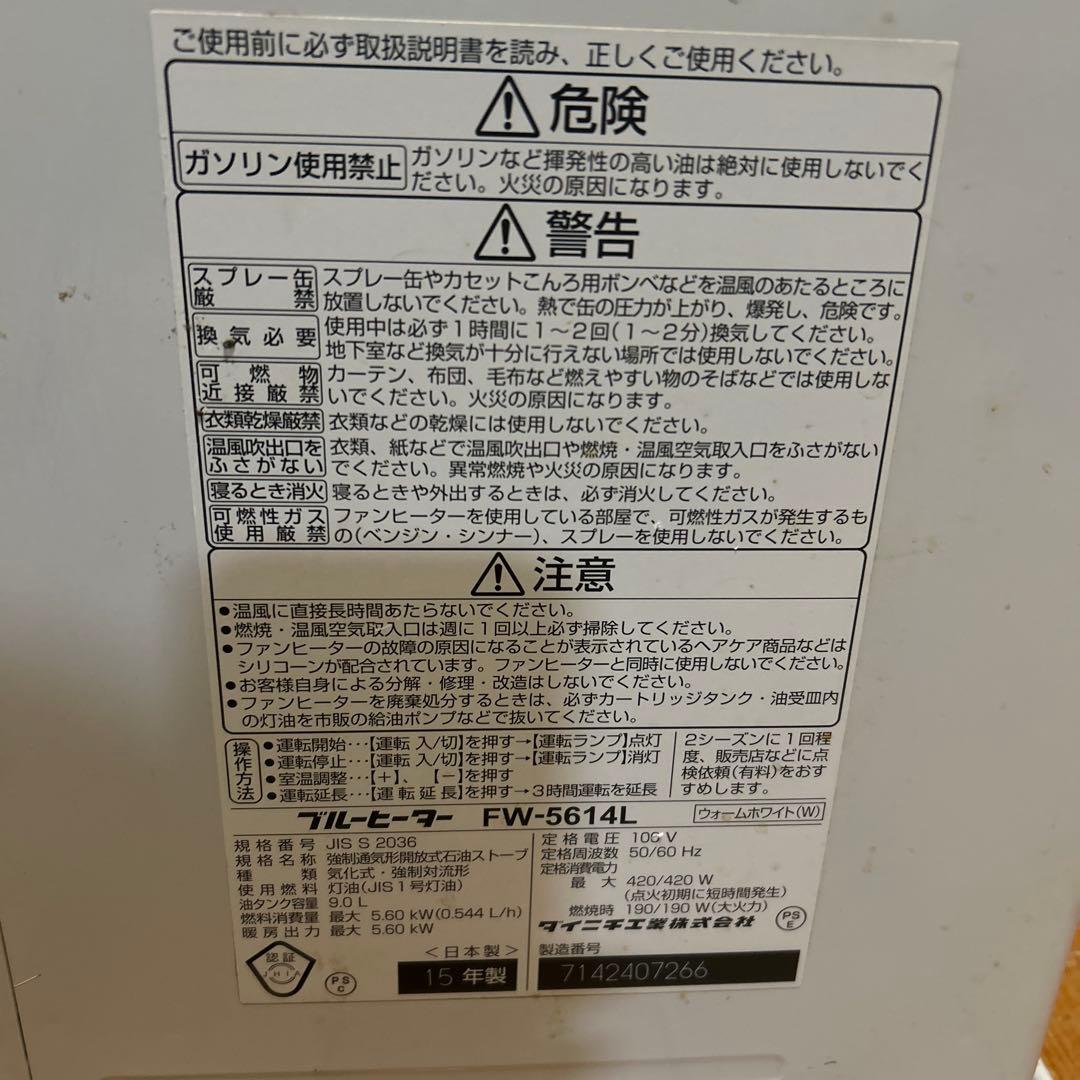 ご使用前に必ず取扱説明書を読み、正しくご使用ください。
危険
ガソリン使用禁止
ガソリンなど揮発性の高い油は絶対に使用しないでく
ださい。火災の原因になります。
警告
スプレー缶
厳禁
スプレー缶やカセットこんろ用ボンベなどを温風のあたるところに
放置しないでください。熱で缶の圧力が上がり、爆発し、危険です。
換気必要
使用中は必ず1時間に1〜2回(1〜2分)換気してください。
地下室など換気が十分に行えない場所では使用しないでください。
可燃物
近接厳禁
カーテン、布団、毛布など燃えやすい物のそばなどでは使用しな
いでください。火災の原因になります。
衣類乾燥厳禁
衣類などの乾燥には使用しないでください。
温風吹出口を
ふさがない
衣類、紙などで温風吹出口や燃焼・温風空気取入口をふさがない
でください。異常燃焼や火災の原因になります。
寝るとき消火
寝るときや外出するときは、必ず消火してください。
可燃性ガス
使用厳禁
ファンヒーターを使用している部屋で、可燃性ガスが発生するも
の(ベンジン・シンナー)、スプレーを使用しないでください。
注意
●温風に直接長時間あたらないでください。
●燃焼・温風空気取入口は週に1回以上必ず掃除してください。
●ファンヒーターの故障の原因になることが表示されているヘアケア商品などは
シリコーンが配合されています。ファンヒーターと同時に使用しないでください。
●お客様自身による分解・修理・改造はしないでください。
●ファンヒーターを廃棄処分するときは、必ずカートリッジタンク・油受皿内
の灯油を市販の給油ポンプなどで抜いてください。
操作方法
●運転開始…【運転 入/切】を押す→【運転ランプ】点灯
●運転停止…【運転 入/切】を押す→【運転ランプ】消灯
●室温調整…【+】、【−】を押す
●運転延長…【運転延長】を押す→3時間運転を延長
2シーズンに1回程
度、販売店などに点
検依頼(有料)をおす
すめします。
ブルーヒーター FW-5614L
ウォームホワイト(W)
規格番号 JIS S 2036
規格名称 強制通気形開放式石油ストーブ
種類 気化式・強制対流形
使用燃料 灯油(JIS1号灯油)
油タンク容量 9.0 L
燃料消費量 最大 5.60 kW(0.544 L/h)
暖房出力 最大 5.60 kW
<日本製>
認証
JHIA
PS
C
15 年製
定格電圧 100 V
定格周波数 50/60 Hz
定格消費電力
最大 420/420 W
(点火初期に短時間発生)
燃焼時 190/190 W(大火力)
ダイニチ工業株式会社
PS
E
製造番号
7142407266